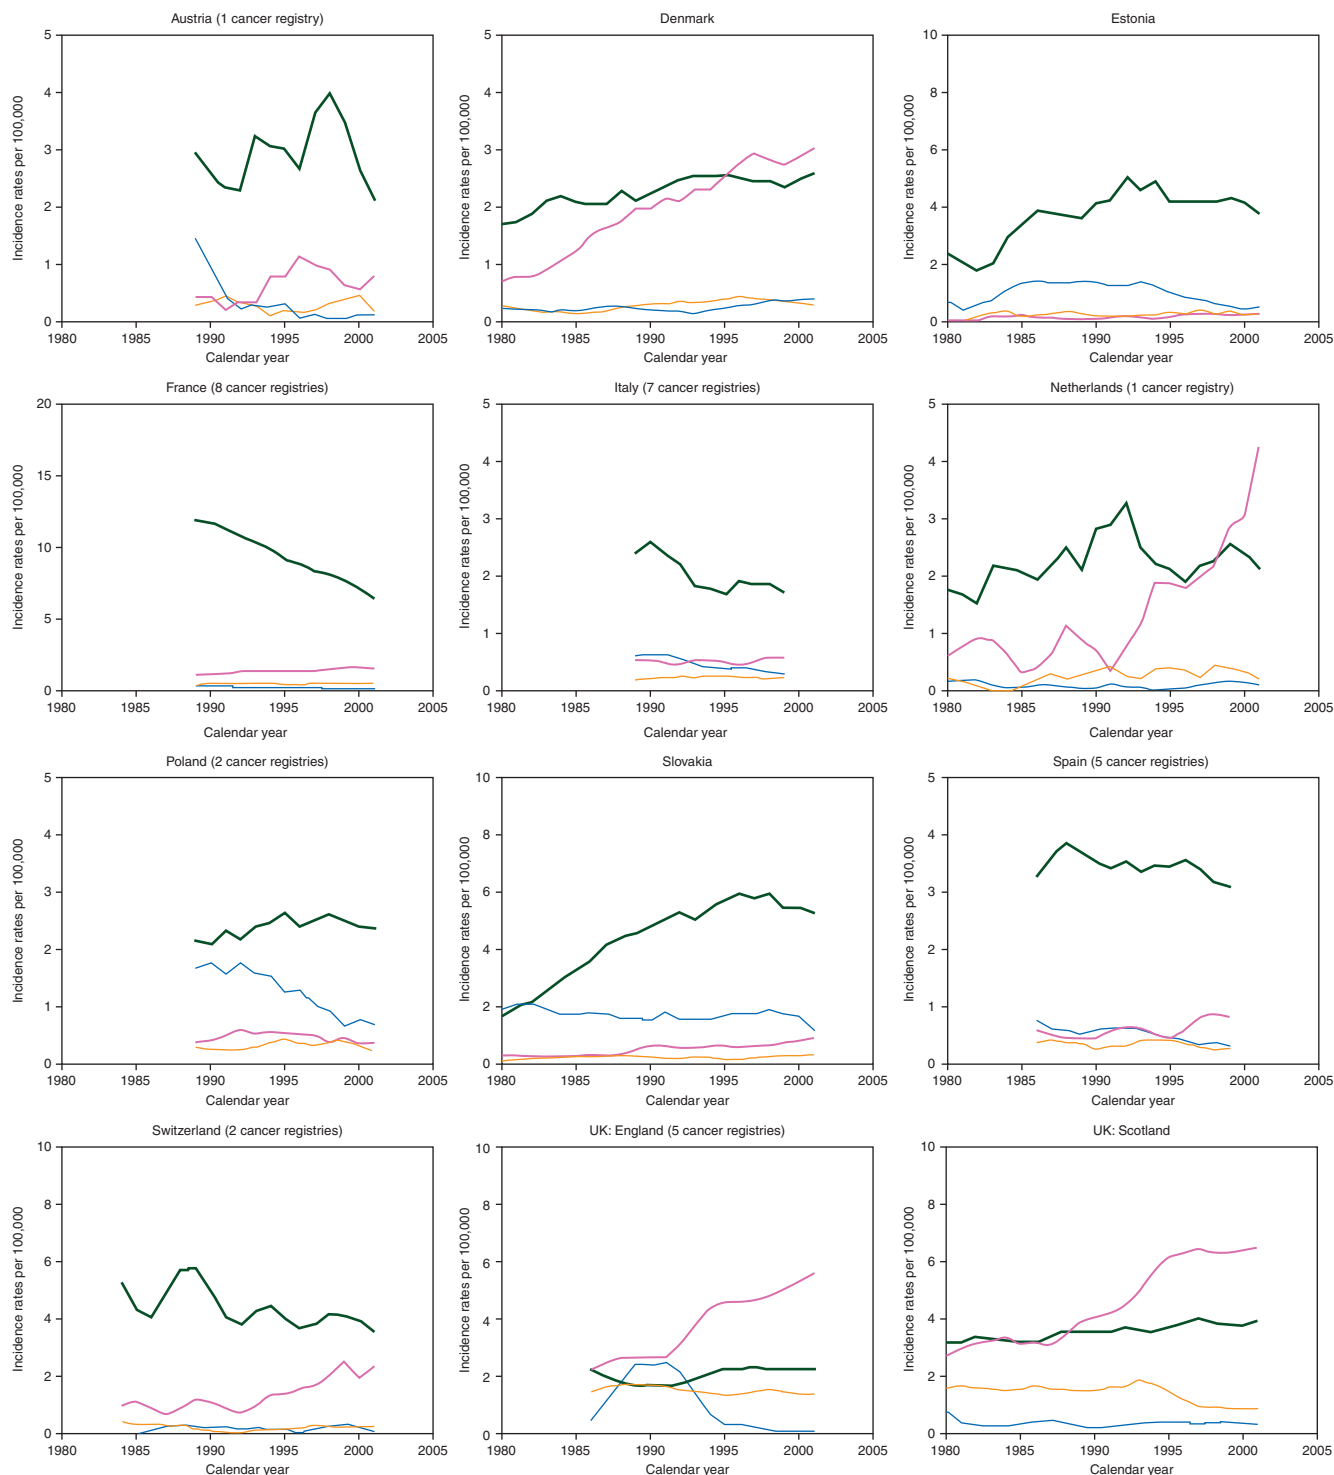 Austria (1 cancer registry)
5
4
3
2
1
0
1980 1985 1990 1995 2000 2005
Incidence rates per 100,000
Calendar year
Denmark
5
4
3
2
1
0
1980 1985 1990 1995 2000 2005
Incidence rates per 100,000
Calendar year
Estonia
10
8
6
4
2
0
1980 1985 1990 1995 2000 2005
Incidence rates per 100,000
Calendar year
France (8 cancer registries)
20
15
10
5
0
1980 1985 1990 1995 2000 2005
Incidence rates per 100,000
Calendar year
Italy (7 cancer registries)
5
4
3
2
1
0
1980 1985 1990 1995 2000 2005
Incidence rates per 100,000
Calendar year
Netherlands (1 cancer registry)
5
4
3
2
1
0
1980 1985 1990 1995 2000 2005
Incidence rates per 100,000
Calendar year
Poland (2 cancer registries)
5
4
3
2
1
0
1980 1985 1990 1995 2000 2005
Incidence rates per 100,000
Calendar year
Slovakia
10
8
6
4
2
0
1980 1985 1990 1995 2000 2005
Incidence rates per 100,000
Calendar year
Spain (5 cancer registries)
5
4
3
2
1
0
1980 1985 1990 1995 2000 2005
Incidence rates per 100,000
Calendar year
Switzerland (2 cancer registries)
10
8
6
4
2
0
1980 1985 1990 1995 2000 2005
Incidence rates per 100,000
Calendar year
UK: England (5 cancer registries)
10
8
6
4
2
0
1980 1985 1990 1995 2000 2005
Incidence rates per 100,000
Calendar year
UK: Scotland
10
8
6
4
2
0
1980 1985 1990 1995 2000 2005
Incidence rates per 100,000
Calendar year